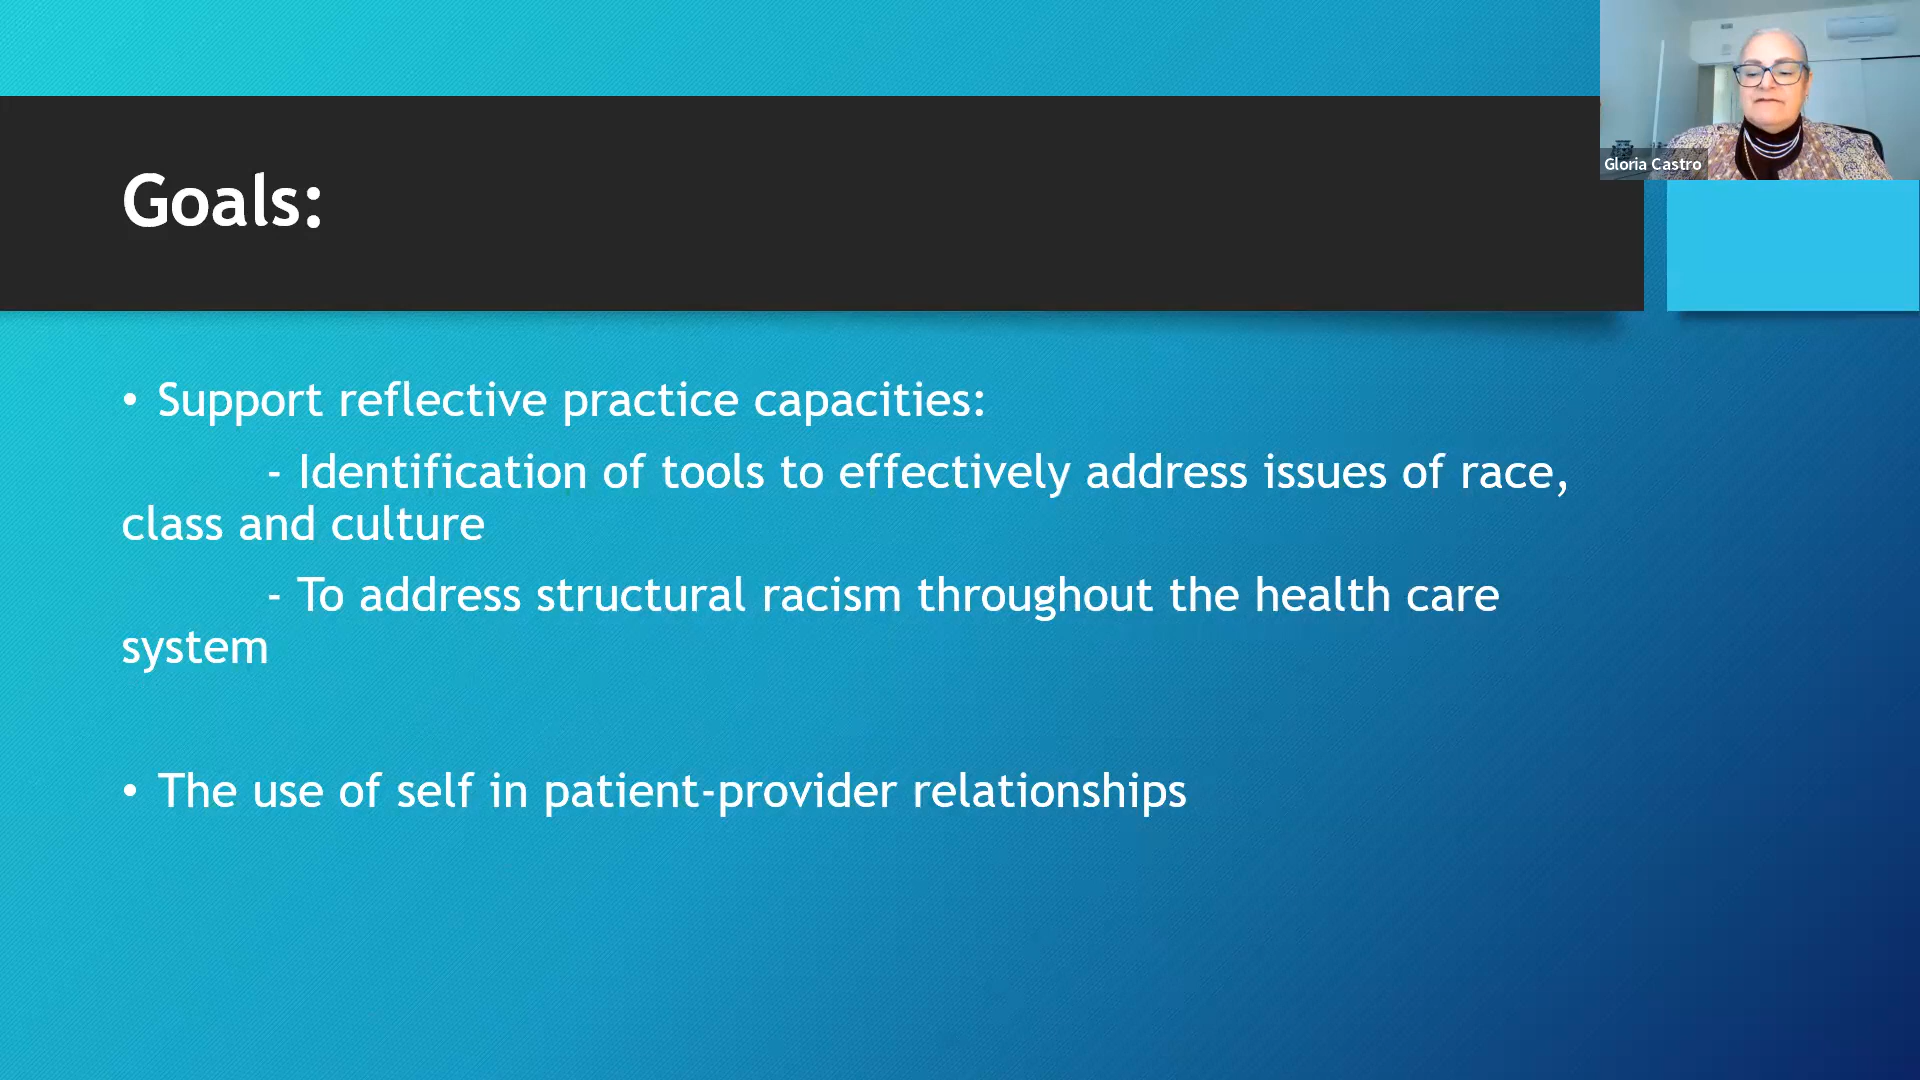 Gloria Castro
Goals:
• Support reflective practice capacities:
- Identification of tools to effectively address issues of race,
class and culture
- To address structural racism throughout the health care
system
• The use of self in patient-provider relationships